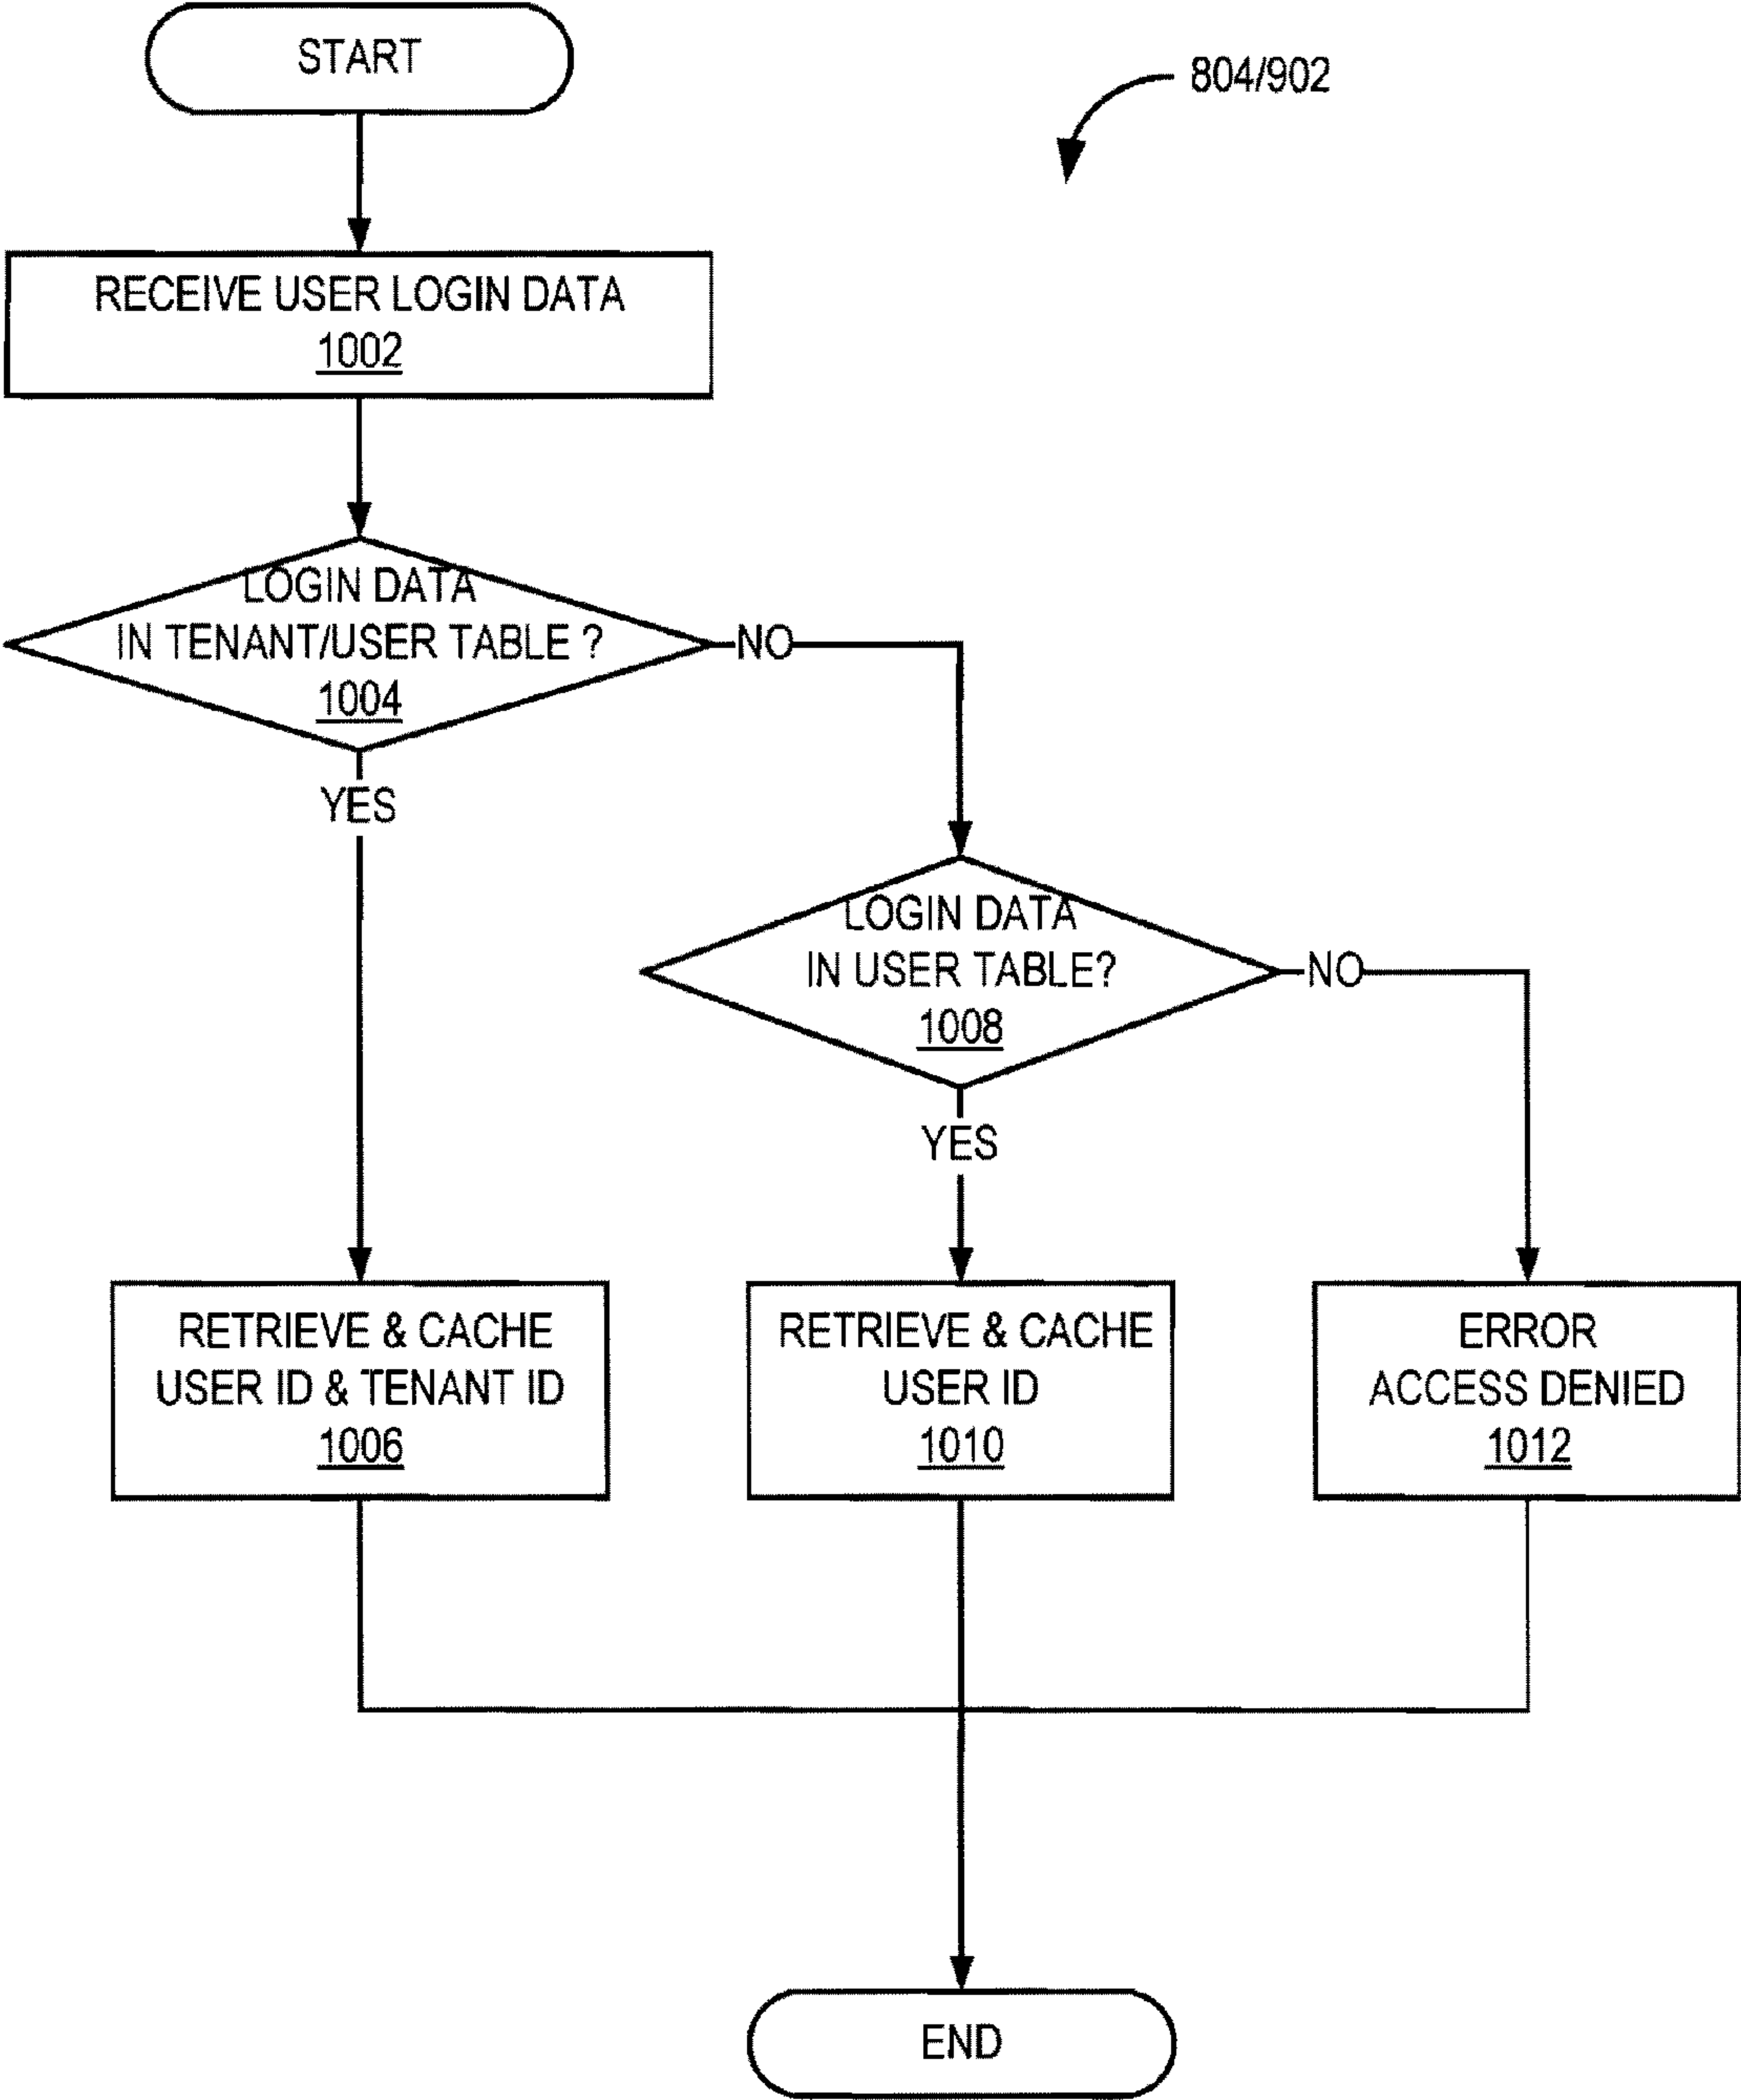 START
804/902
RECEIVE USER LOGIN DATA
1002
LOGIN DATA
IN TENANT/USER TABLE ?
1004
NO
YES
LOGIN DATA
IN USER TABLE?
1008
NO
YES
RETRIEVE & CACHE
USER ID & TENANT ID
1006
RETRIEVE & CACHE
USER ID
1010
ERROR
ACCESS DENIED
1012
END